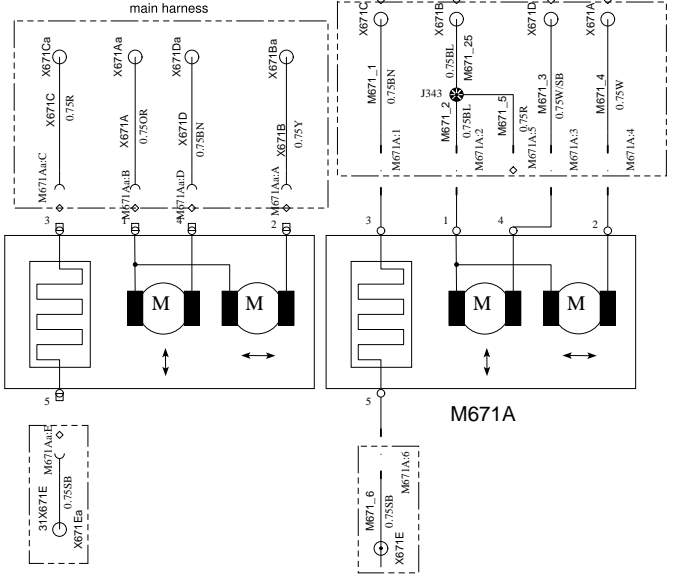 main harness
X671Ca
X671Aa
X671Da
X671Ba
X671C
0.75R
X671A
0.75OR
X671D
0.75BN
X671B
0.75Y
M671Aa:C
M671Aa:B
M671Aa:D
M671Aa:A
3
1
4
2
M
M
5
M671Aa:E
31X671E
0.75SB
X671Ea
X671C
X671B
X671D
X671A
M671_1
0.75BN
0.75BL
M671_25
J343
M671_2
0.75BL
M671_5
0.75R
M671_3
0.75W/SB
M671_4
0.75W
M671A:1
M671A:2
M671A:5
M671A:3
M671A:4
3
1
4
2
M
M
5
M671A
M671A:6
M671_6
0.75SB
X671E